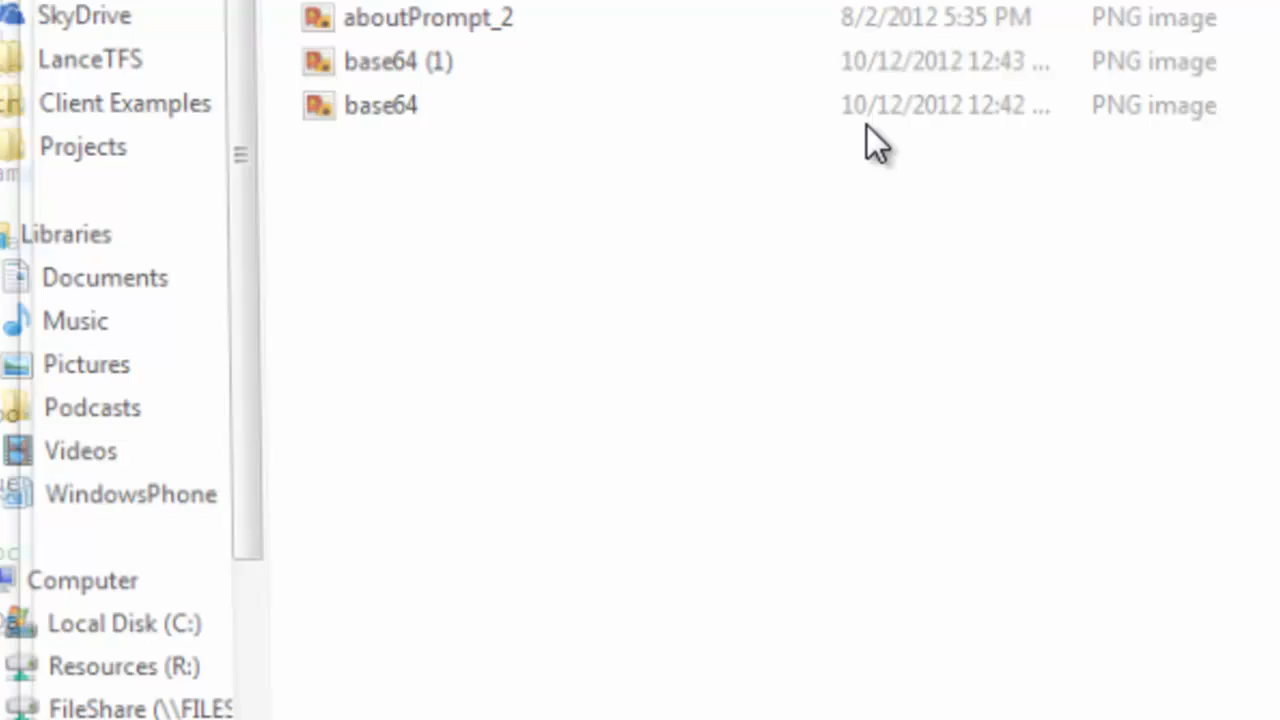 SkyDrive
LanceTFS
Client Examples
Projects
Libraries
Documents
Music
Pictures
Podcasts
Videos
WindowsPhone
Computer
Local Disk (C:)
Resources (R:)
FileShare (\\FILES
aboutPrompt_2 8/2/2012 5:35 PM PNG image
base64 (1) 10/12/2012 12:43 ... PNG image
base64 10/12/2012 12:42 ... PNG image